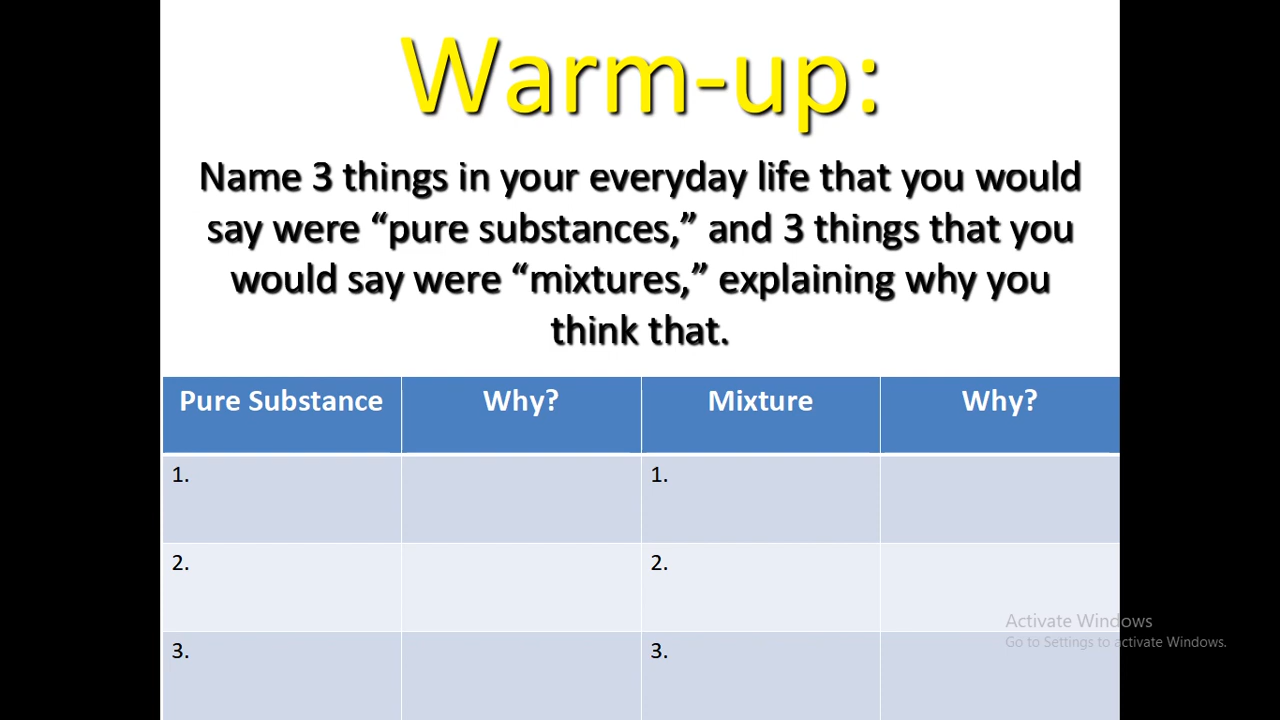 Warm-up:
Name 3 things in your everyday life that you would
say were “pure substances,” and 3 things that you
would say were “mixtures,” explaining why you
think that.
Pure Substance Why? Mixture Why?
1. 1.
2. 2.
3. 3.
Activate Windows
Go to Settings to activate Windows.